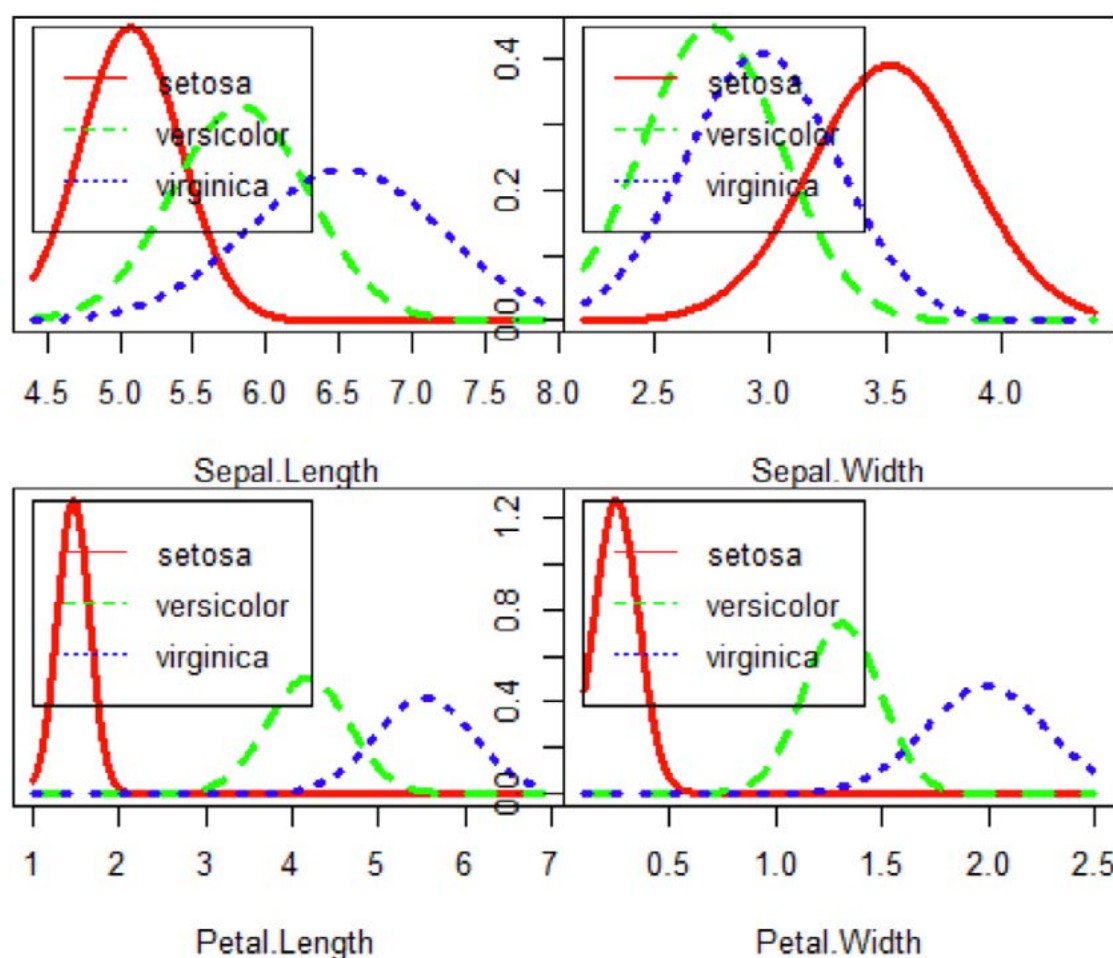 setosa
versicolor
virginica
0.0 0.2 0.4
setosa
versicolor
virginica
4.5 5.0 5.5 6.0 6.5 7.0 7.5 8.0
2.5 3.0 3.5 4.0
Sepal.Length
Sepal.Width
setosa
versicolor
virginica
0.0 0.4 0.8 1.2
setosa
versicolor
virginica
1 2 3 4 5 6 7
0.5 1.0 1.5 2.0 2.5
Petal.Length
Petal.Width